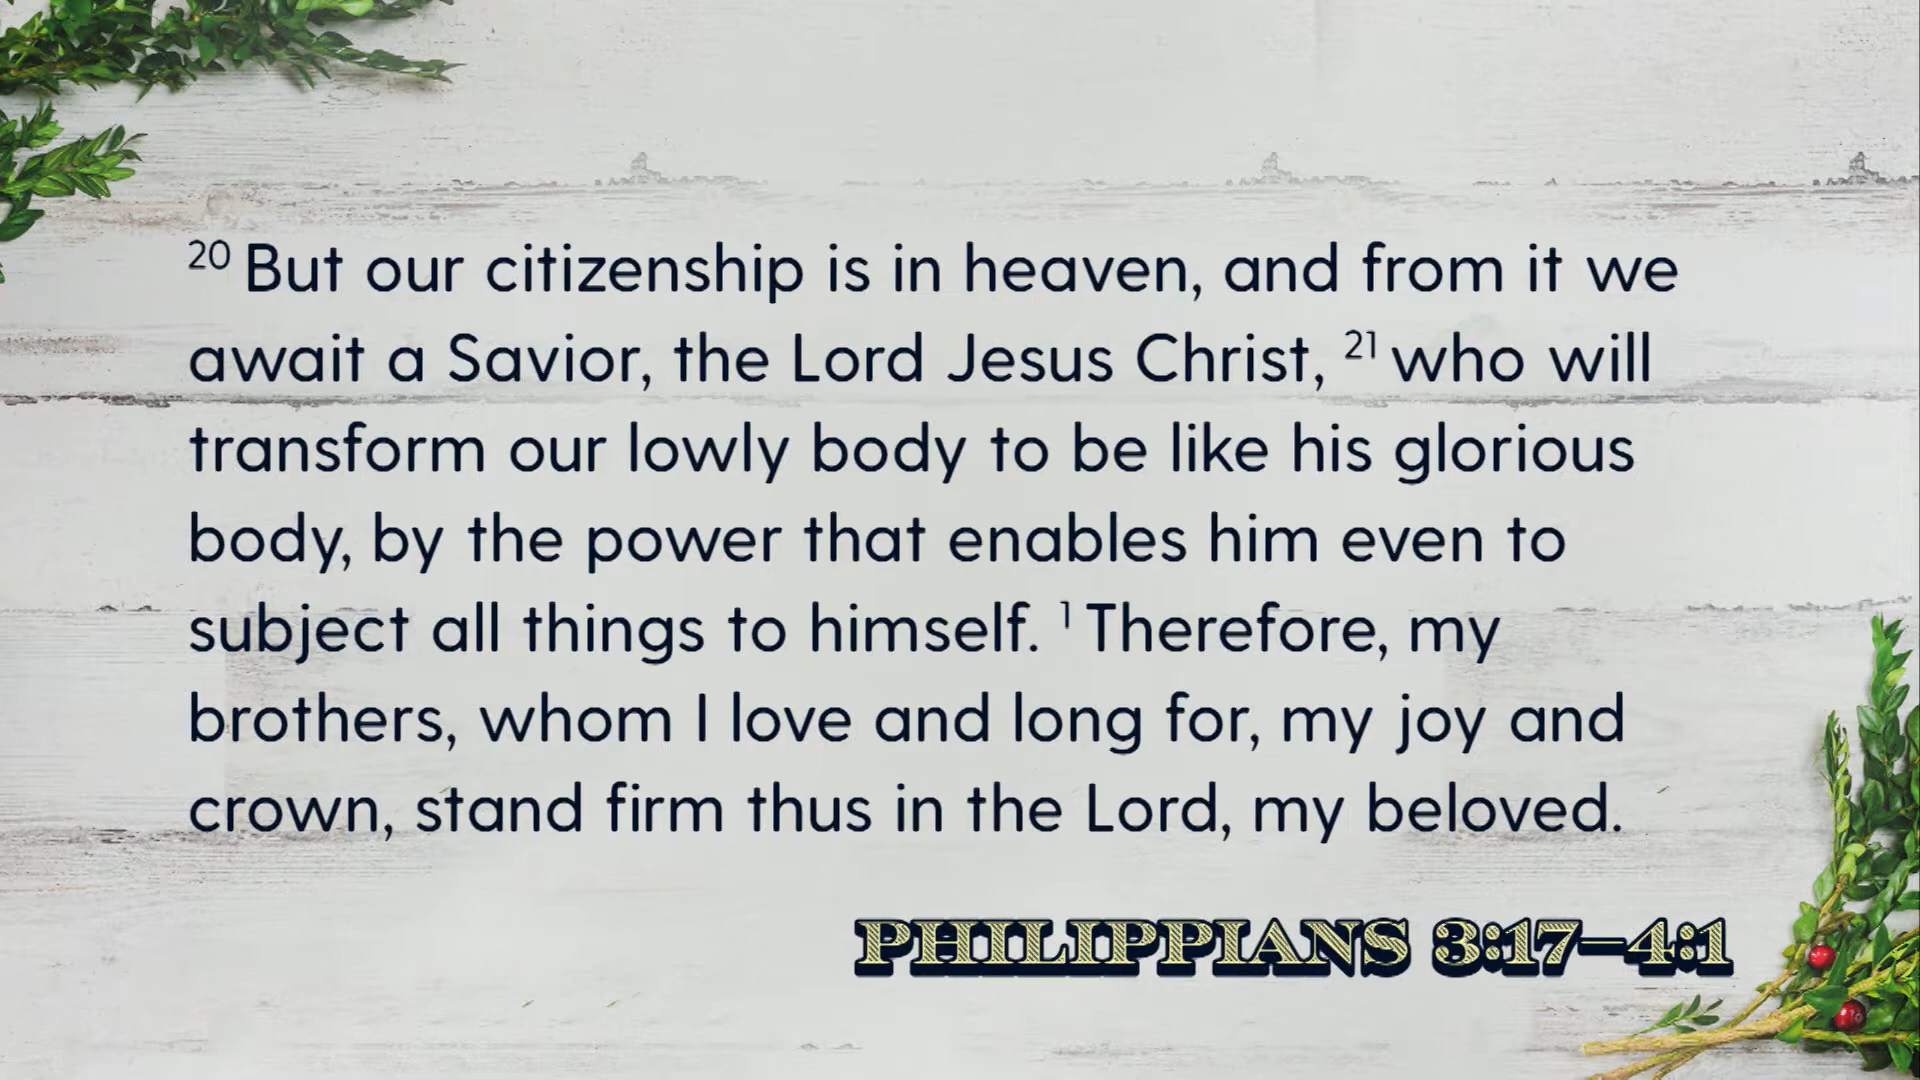 20 But our citizenship is in heaven, and from it we
await a Savior, the Lord Jesus Christ, 21 who will
transform our lowly body to be like his glorious
body, by the power that enables him even to
subject all things to himself. 1 Therefore, my
brothers, whom I love and long for, my joy and
crown, stand firm thus in the Lord, my beloved.
PHILIPPIANS 3:17–4:1